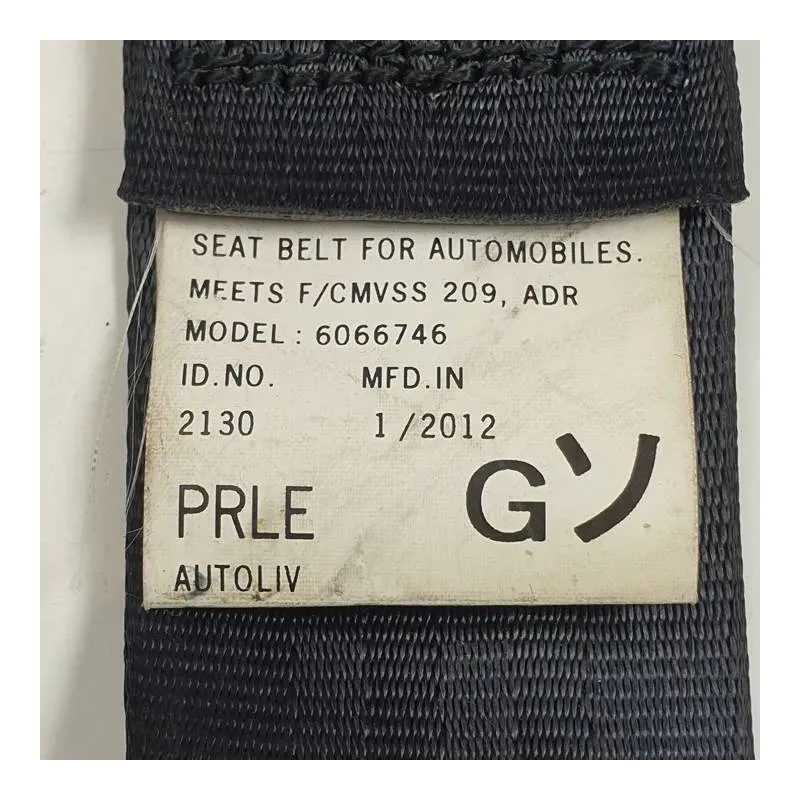 SEAT BELT FOR AUTOMOBILES.
MEETS F/CMVSS 209, ADR
MODEL : 6066746
ID.NO. MFD.IN
2130 1/2012
PRLE Gソ
AUTOLIV